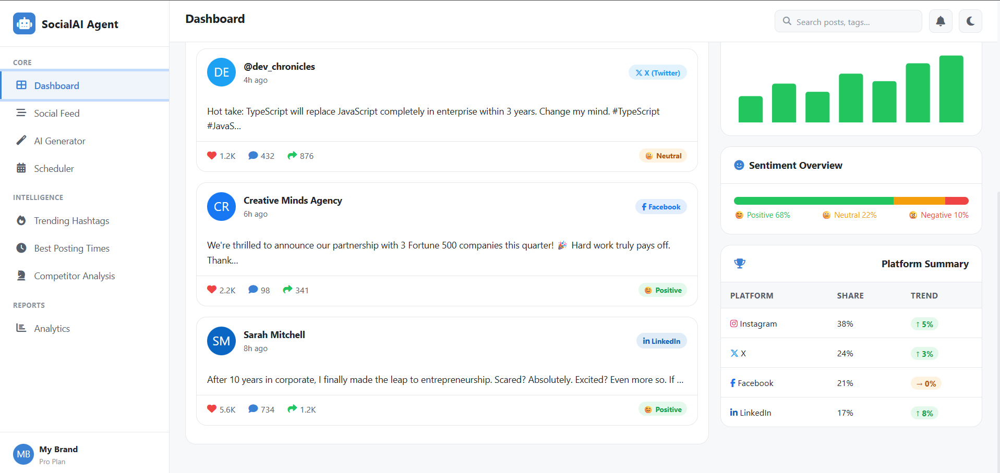 SocialAI Agent
CORE
Dashboard
Social Feed
AI Generator
Scheduler
INTELLIGENCE
Trending Hashtags
Best Posting Times
Competitor Analysis
REPORTS
Analytics
MB
My Brand
Pro Plan
Dashboard
Search posts, tags...
DE
@dev_chronicles
4h ago
X (Twitter)
Hot take: TypeScript will replace JavaScript completely in enterprise within 3 years. Change my mind. #TypeScript
#JavaS...
1.2K 432 876
Neutral
CR
Creative Minds Agency
6h ago
Facebook
We're thrilled to announce our partnership with 3 Fortune 500 companies this quarter! 🎉 Hard work truly pays off.
Thank...
2.2K 98 341
Positive
SM
Sarah Mitchell
8h ago
LinkedIn
After 10 years in corporate, I finally made the leap to entrepreneurship. Scared? Absolutely. Excited? Even more so. If ...
5.6K 734 1.2K
Positive
Sentiment Overview
Positive 68% Neutral 22% Negative 10%
Platform Summary
PLATFORM SHARE TREND
Instagram 38% ↑ 5%
X 24% ↑ 3%
Facebook 21% → 0%
LinkedIn 17% ↑ 8%